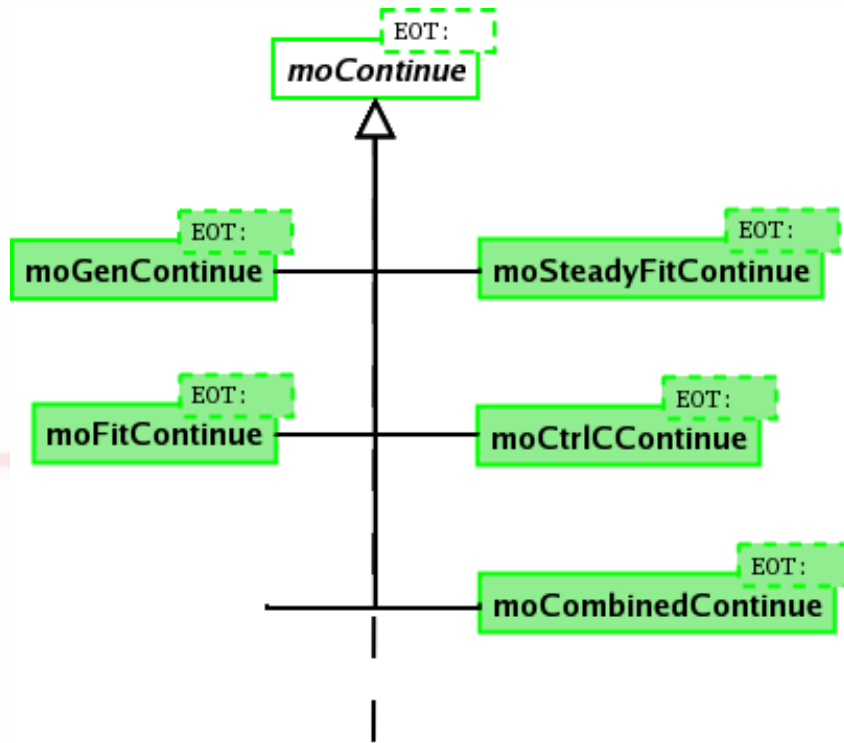 EOT:
moContinue
EOT:
moGenContinue
EOT:
moSteadyFitContinue
EOT:
moFitContinue
EOT:
moCtrlCContinue
EOT:
moCombinedContinue